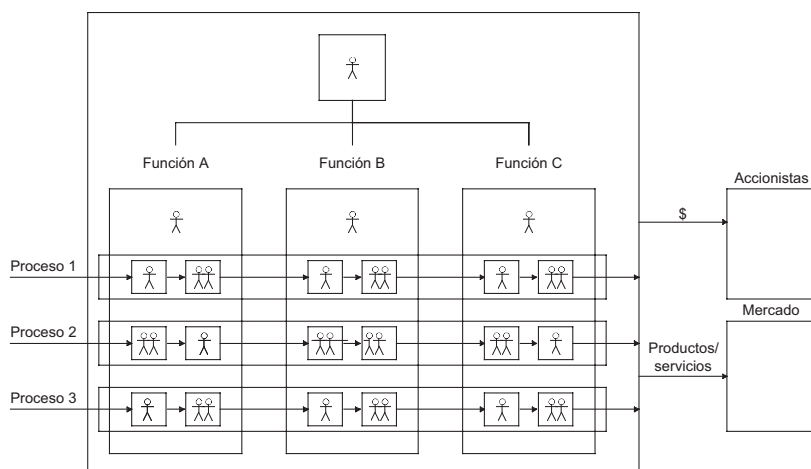 Función A
Función B
Función C
Accionistas
$
Proceso 1
Mercado
Proceso 2
Productos/
servicios
Proceso 3